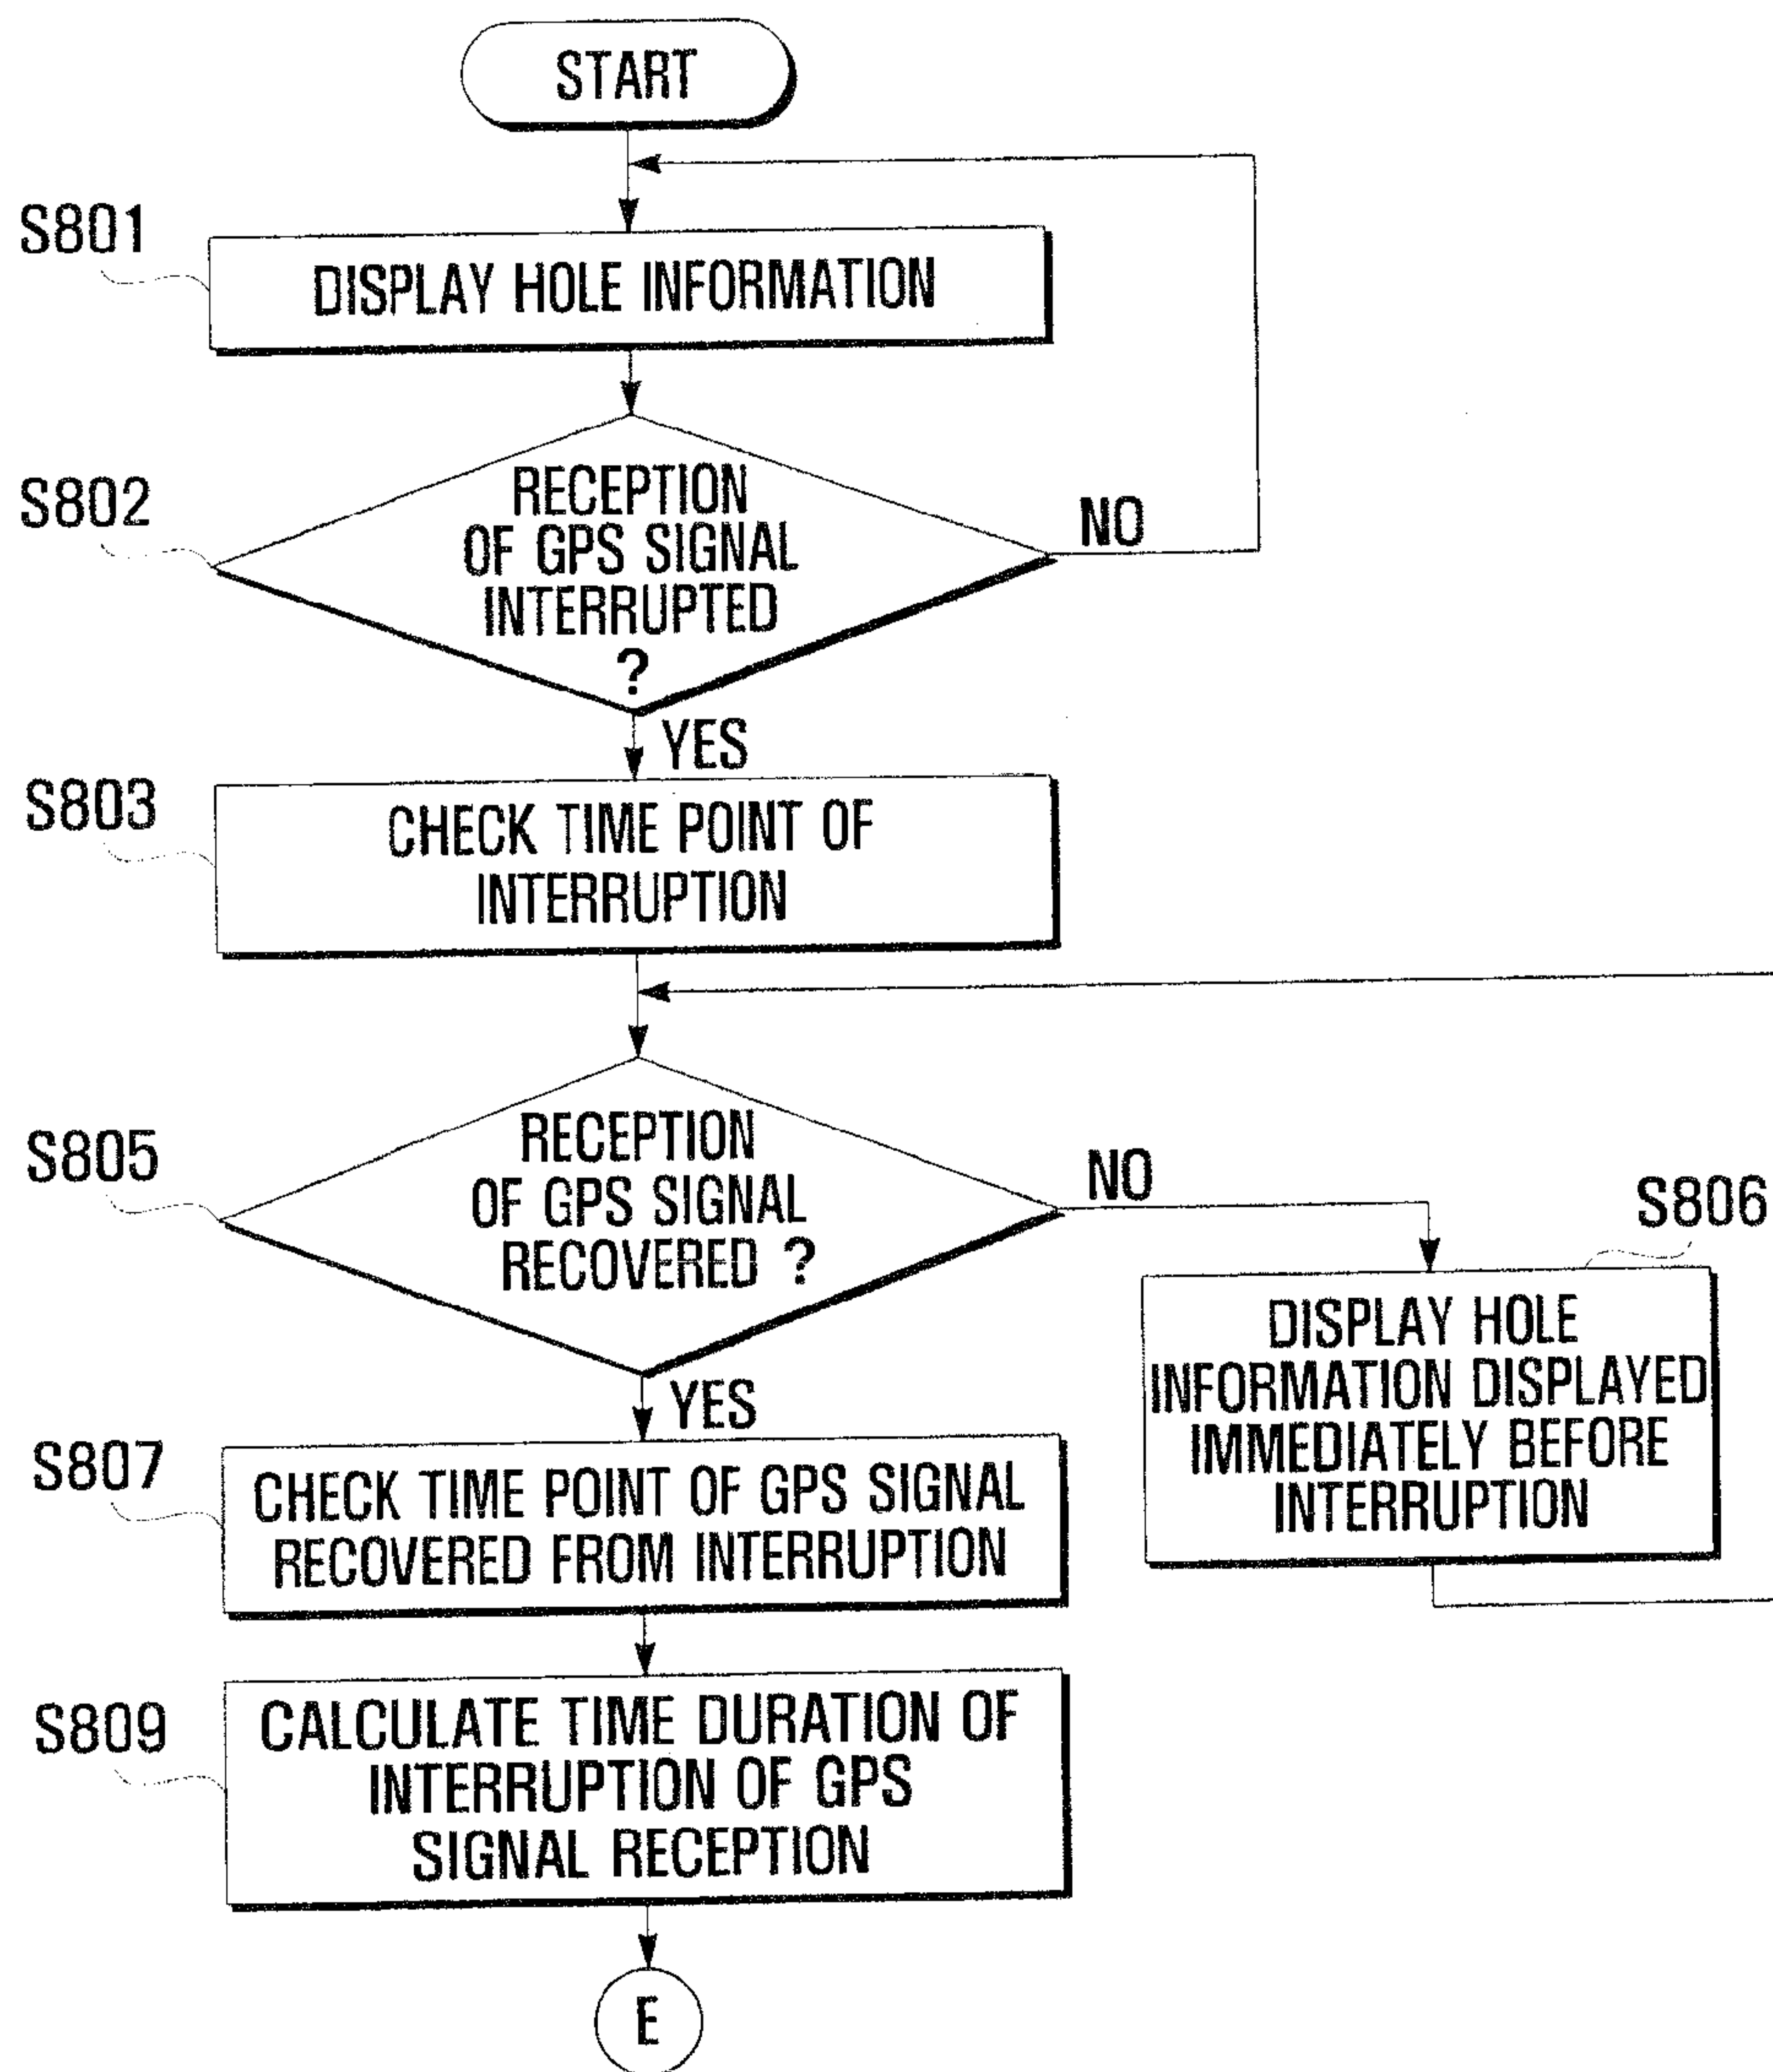 START
S801
DISPLAY HOLE INFORMATION
S802
RECEPTION
OF GPS SIGNAL
INTERRUPTED
?
NO
YES
S803
CHECK TIME POINT OF
INTERRUPTION
S805
RECEPTION
OF GPS SIGNAL
RECOVERED ?
NO
S806
DISPLAY HOLE
INFORMATION DISPLAYED
IMMEDIATELY BEFORE
INTERRUPTION
YES
S807
CHECK TIME POINT OF GPS SIGNAL
RECOVERED FROM INTERRUPTION
S809
CALCULATE TIME DURATION OF
INTERRUPTION OF GPS
SIGNAL RECEPTION
E